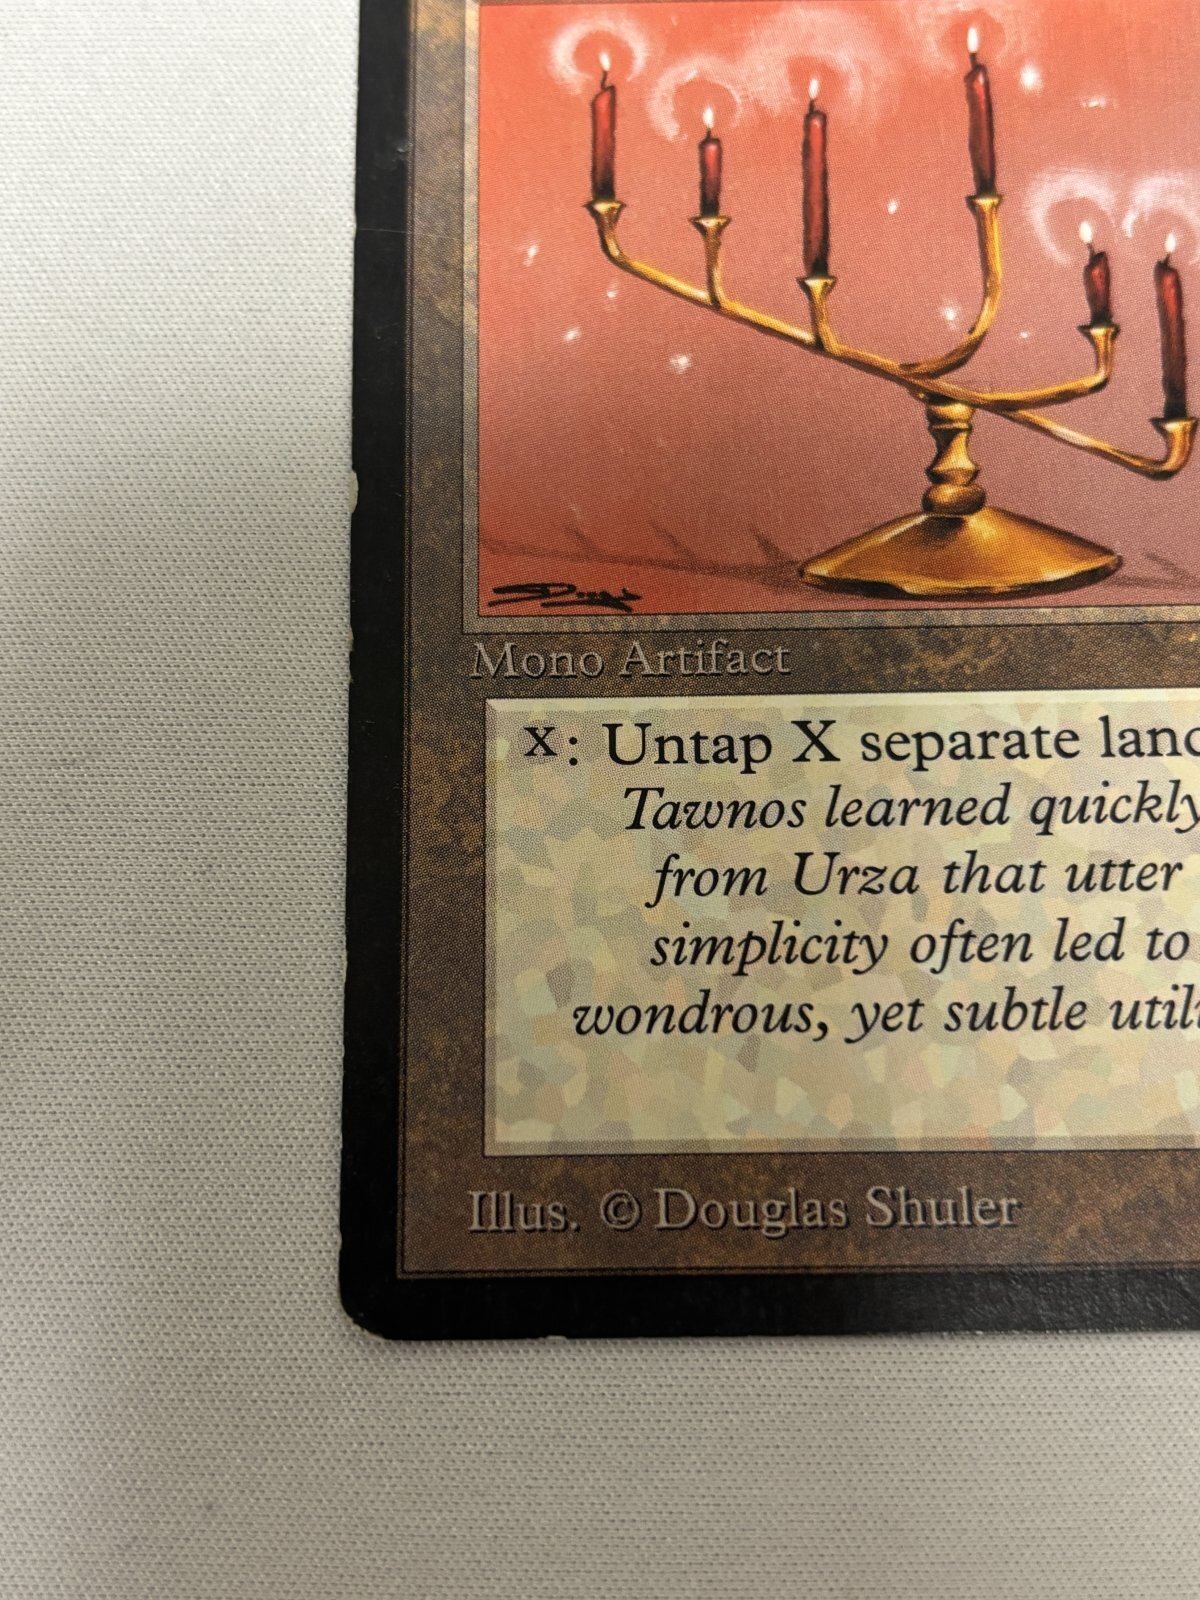 Mono Artifact
X: Untap X separate lan
Tawnos learned quickly
from Urza that utter
simplicity often led to
wondrous, yet subtle util
Illus. © Douglas Shuler